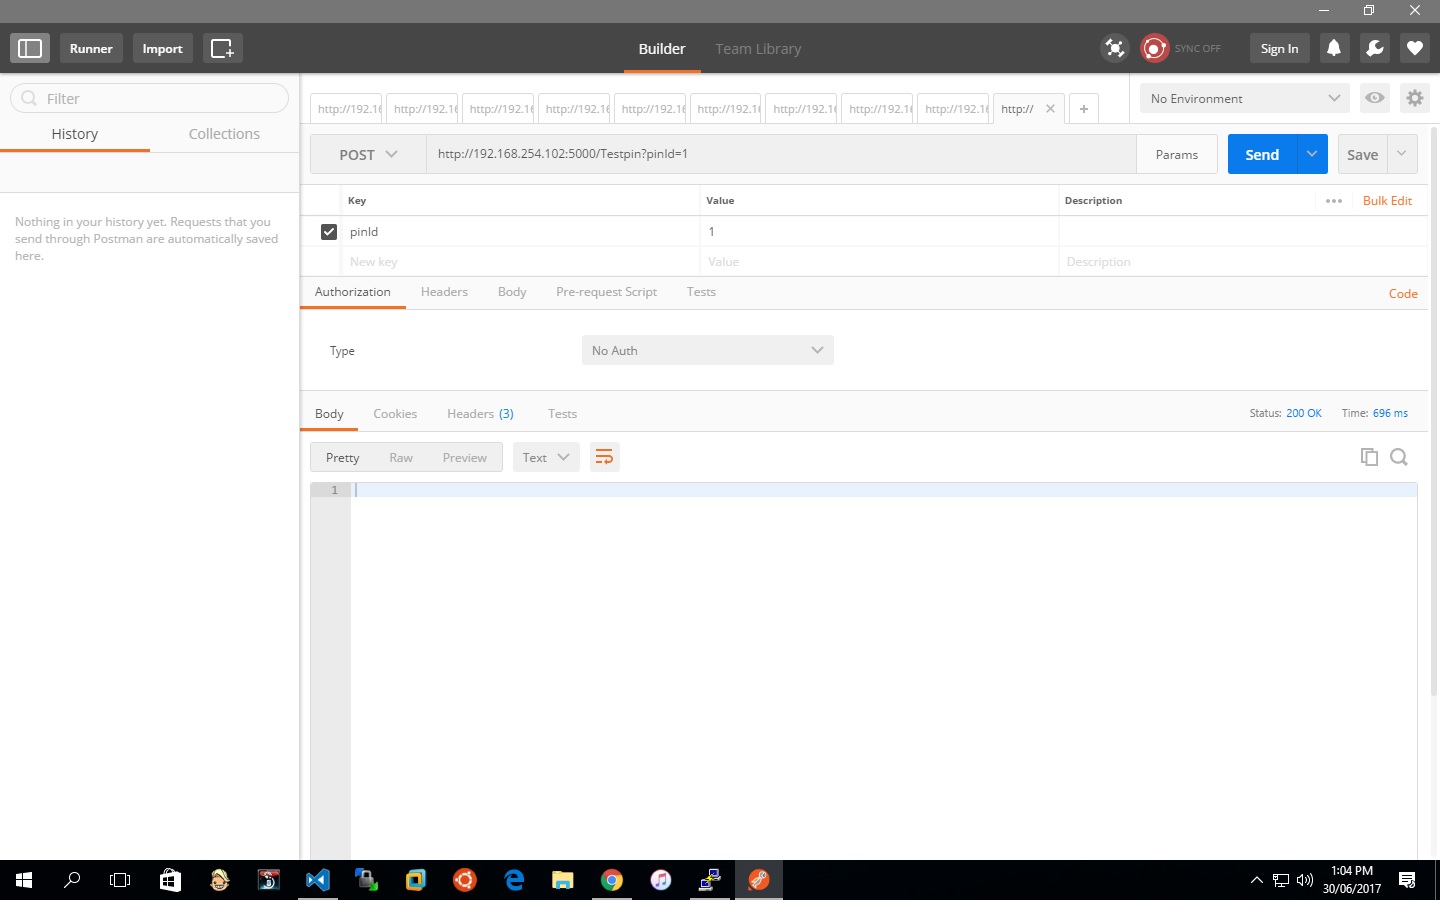 Runner
Import
Builder
Team Library
SYNC OFF
Sign In
Filter
History
Collections
Nothing in your history yet. Requests that you
send through Postman are automatically saved
here.
http://192.16
http://192.16
http://192.16
http://192.16
http://192.16
http://192.16
http://192.16
http://192.16
http://192.16
http://
No Environment
POST
http://192.168.254.102:5000/Testpin?pinId=1
Params
Send
Save
Key
Value
Description
Bulk Edit
pinId
1
New key
Value
Description
Authorization
Headers
Body
Pre-request Script
Tests
Code
Type
No Auth
Body
Cookies
Headers (3)
Tests
Status: 200 OK
Time: 696 ms
Pretty
Raw
Preview
Text
1
1:04 PM
30/06/2017